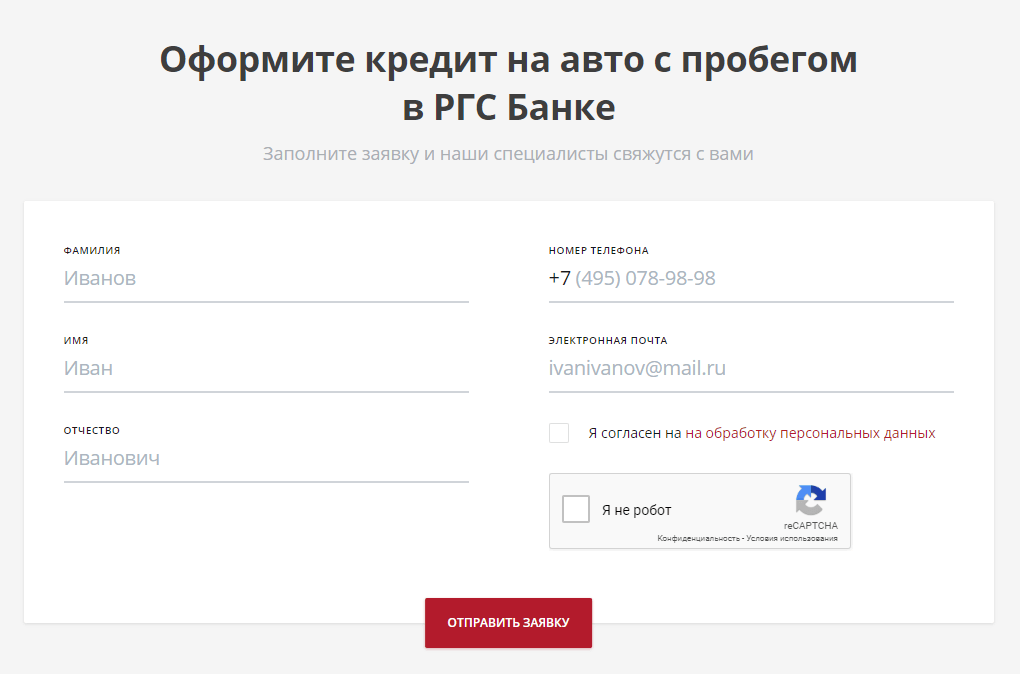 Оформите кредит на авто с пробегом
в РГС Банке
Заполните заявку и наши специалисты свяжутся с вами
ФАМИЛИЯ
Иванов
ИМЯ
Иван
ОТЧЕСТВО
Иванович
НОМЕР ТЕЛЕФОНА
+7 (495) 078-98-98
ЭЛЕКТРОННАЯ ПОЧТА
ivanivanov@mail.ru
Я согласен на на обработку персональных данных
Я не робот
reCAPTCHA
Конфиденциальность - Условия использования
ОТПРАВИТЬ ЗАЯВКУ